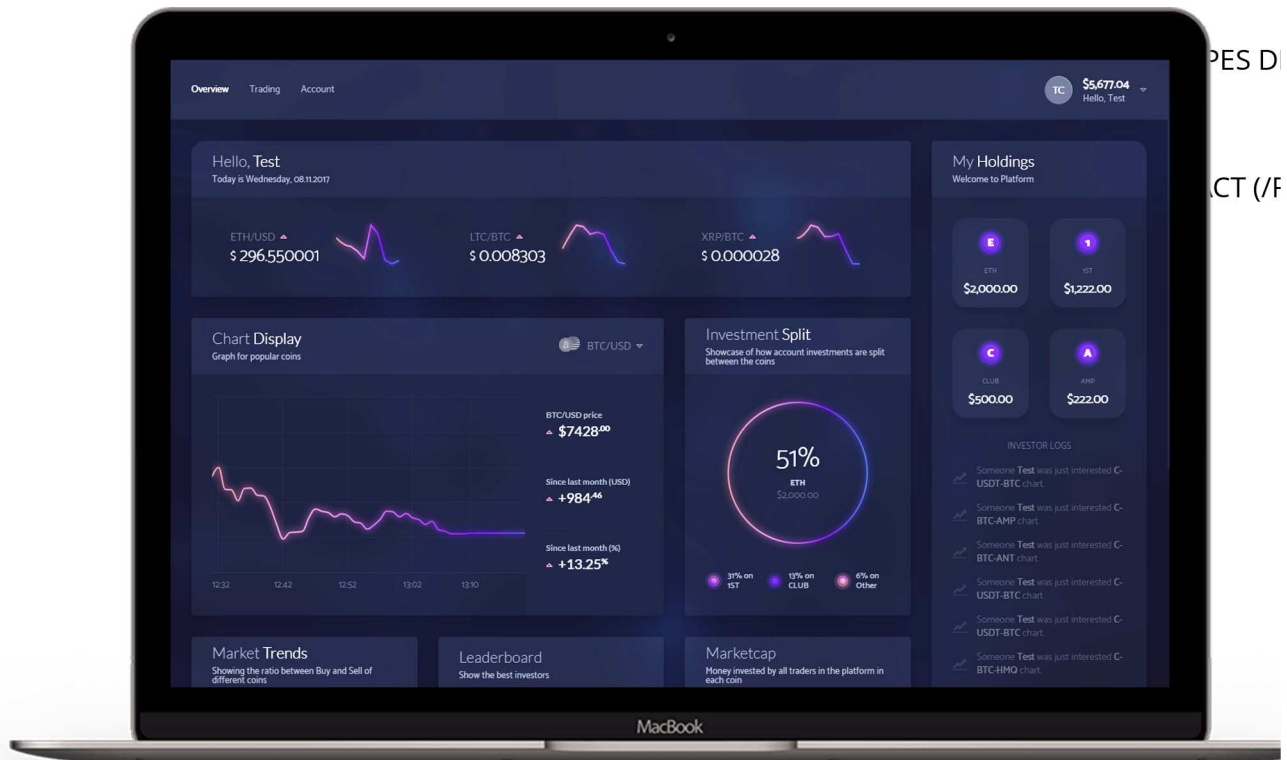 PES DI
Overview Trading Account
TC $5,677.04
Hello, Test
Hello, Test
Today is Wednesday, 08.11.2017
My Holdings
Welcome to Platform
ACT (/F
ETH/USD
$ 296.550001
LTC/BTC
$ 0.008303
XRP/BTC
$ 0.000028
E
ETH
$2,000.00
1
1ST
$1,222.00
Chart Display
Graph for popular coins
BTC/USD
Investment Split
Showcase of how account investments are split
between the coins
C
CLUB
$500.00
A
AMP
$222.00
BTC/USD price
$7428.00
Since last month (USD)
+984.46
Since last month (%)
+13.25%
12:32 12:42 12:52 13:02 13:10
51%
ETH
$2,000.00
31% on
1ST
13% on
CLUB
6% on
Other
INVESTOR LOGS
Someone Test was just interested C-
USDT-BTC chart.
Someone Test was just interested C-
BTC-AMP chart.
Someone Test was just interested C-
BTC-ANT chart.
Someone Test was just interested C-
USDT-BTC chart.
Someone Test was just interested C-
USDT-BTC chart.
Someone Test was just interested C-
BTC-HMQ chart.
Market Trends
Showing the ratio between Buy and Sell of
different coins
Leaderboard
Show the best investors
Marketcap
Money invested by all traders in the platform in
each coin
MacBook